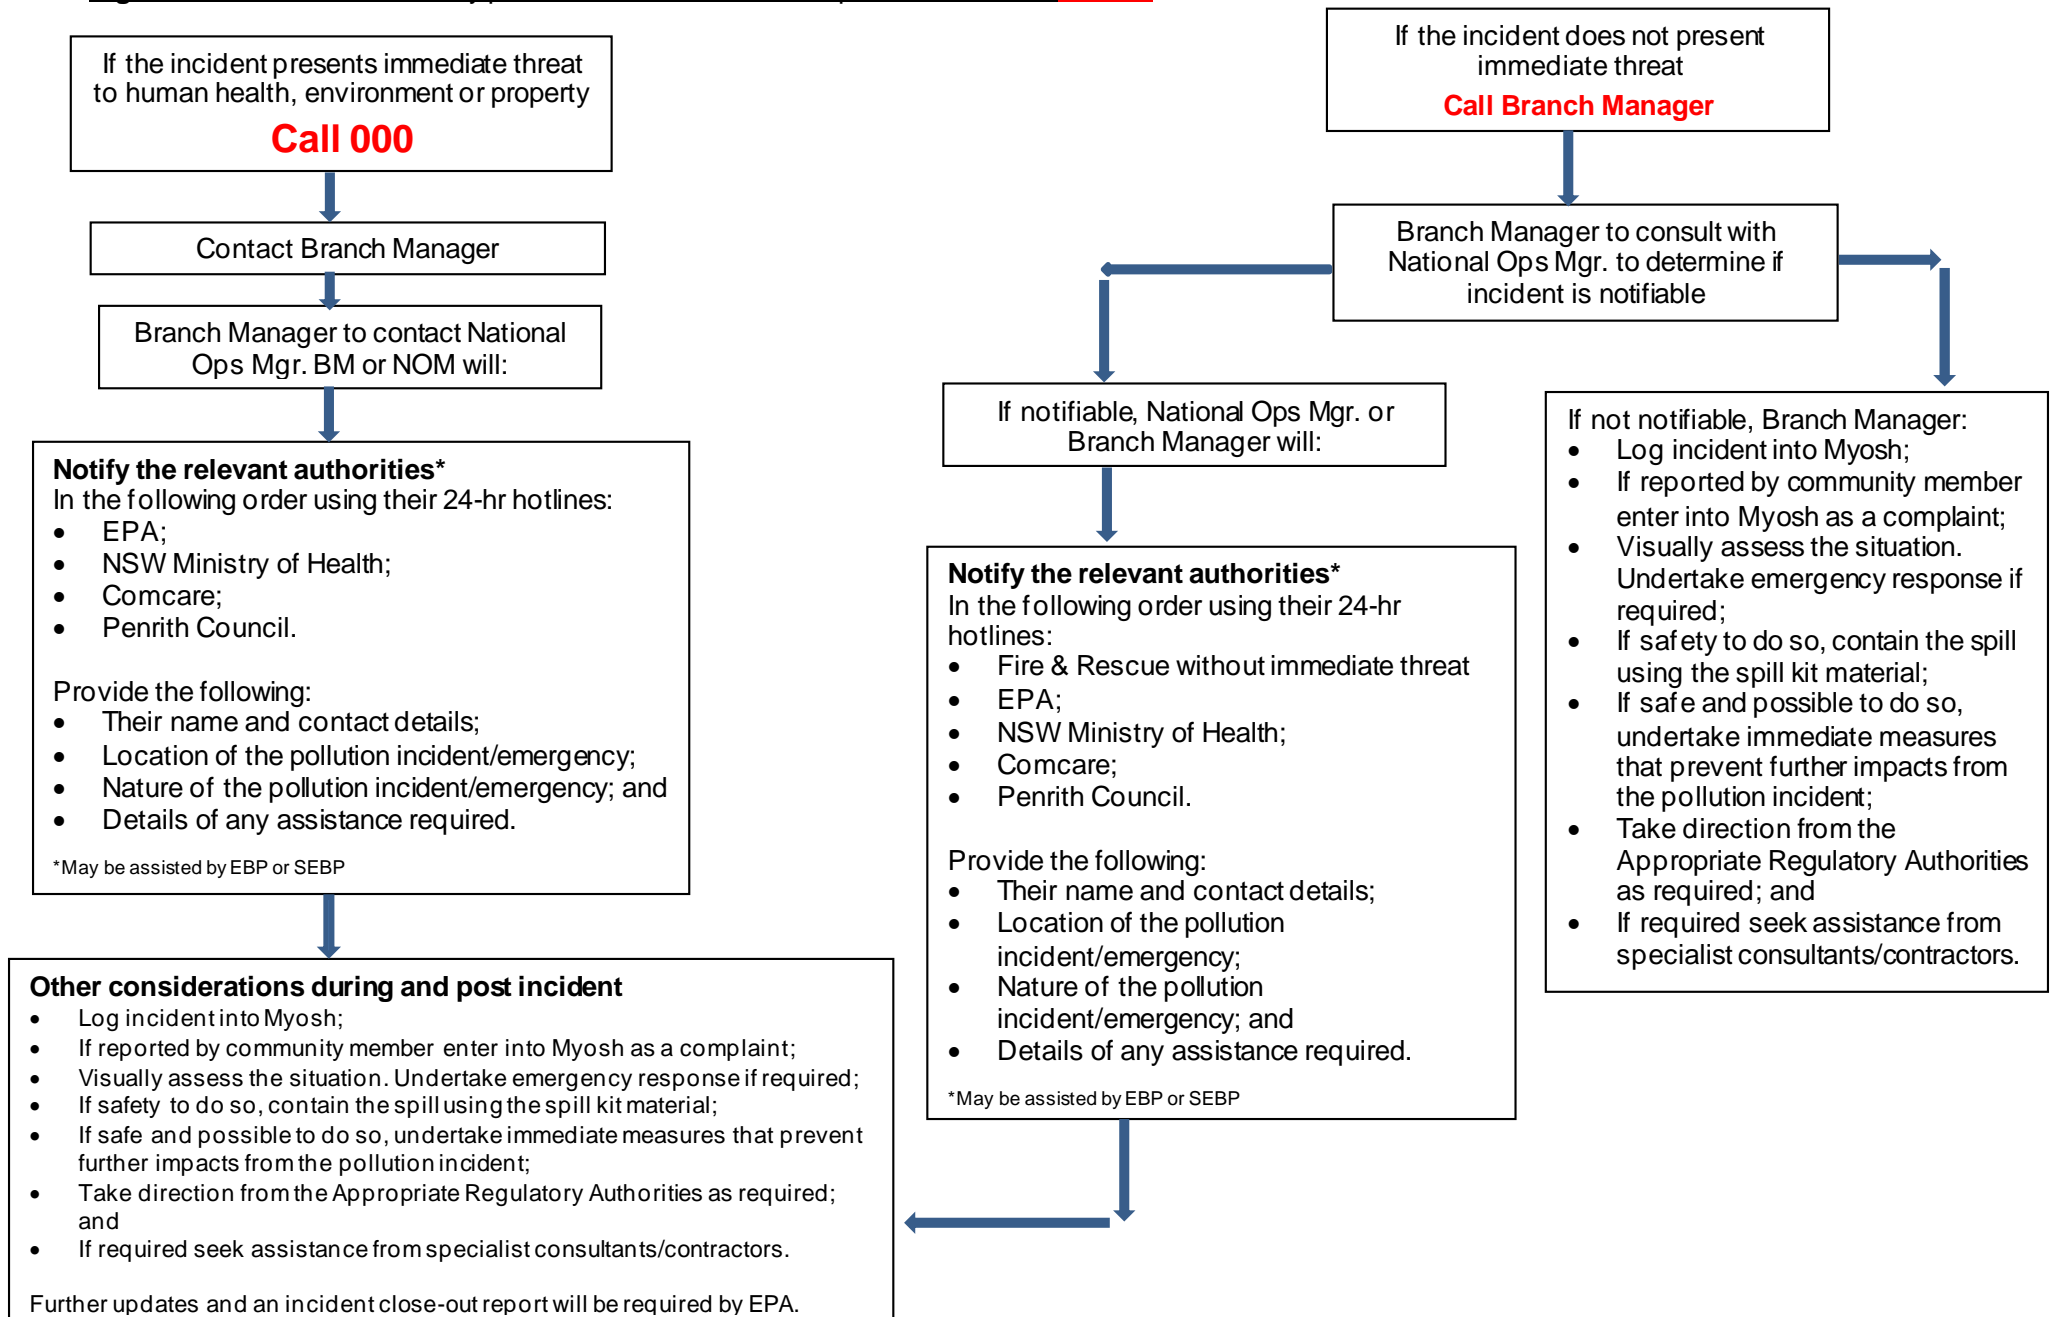 If the incident presents immediate threat
to human health, environment or property
Call 000
Contact Branch Manager
Branch Manager to contact National
Ops Mgr. BM or NOM will:
Notify the relevant authorities*
In the following order using their 24-hr hotlines:
• EPA;
• NSW Ministry of Health;
• Comcare;
• Penrith Council.
Provide the following:
• Their name and contact details;
• Location of the pollution incident/emergency;
• Nature of the pollution incident/emergency; and
• Details of any assistance required.
*May be assisted by EBP or SEBP
Other considerations during and post incident
• Log incident into Myosh;
• If reported by community member enter into Myosh as a complaint;
• Visually assess the situation. Undertake emergency response if required;
• If safety to do so, contain the spill using the spill kit material;
• If safe and possible to do so, undertake immediate measures that prevent
further impacts from the pollution incident;
• Take direction from the Appropriate Regulatory Authorities as required;
and
• If required seek assistance from specialist consultants/contractors.
Further updates and an incident close-out report will be required by EPA.
If the incident does not present
immediate threat
Call Branch Manager
Branch Manager to consult with
National Ops Mgr. to determine if
incident is notifiable
If notifiable, National Ops Mgr. or
Branch Manager will:
Notify the relevant authorities*
In the following order using their 24-hr
hotlines:
• Fire & Rescue without immediate threat
• EPA;
• NSW Ministry of Health;
• Comcare;
• Penrith Council.
Provide the following:
• Their name and contact details;
• Location of the pollution
incident/emergency;
• Nature of the pollution
incident/emergency; and
• Details of any assistance required.
*May be assisted by EBP or SEBP
If not notifiable, Branch Manager:
• Log incident into Myosh;
• If reported by community member
enter into Myosh as a complaint;
• Visually assess the situation.
Undertake emergency response if
required;
• If safety to do so, contain the spill
using the spill kit material;
• If safe and possible to do so,
undertake immediate measures
that prevent further impacts from
the pollution incident;
• Take direction from the
Appropriate Regulatory Authorities
as required; and
• If required seek assistance from
specialist consultants/contractors.